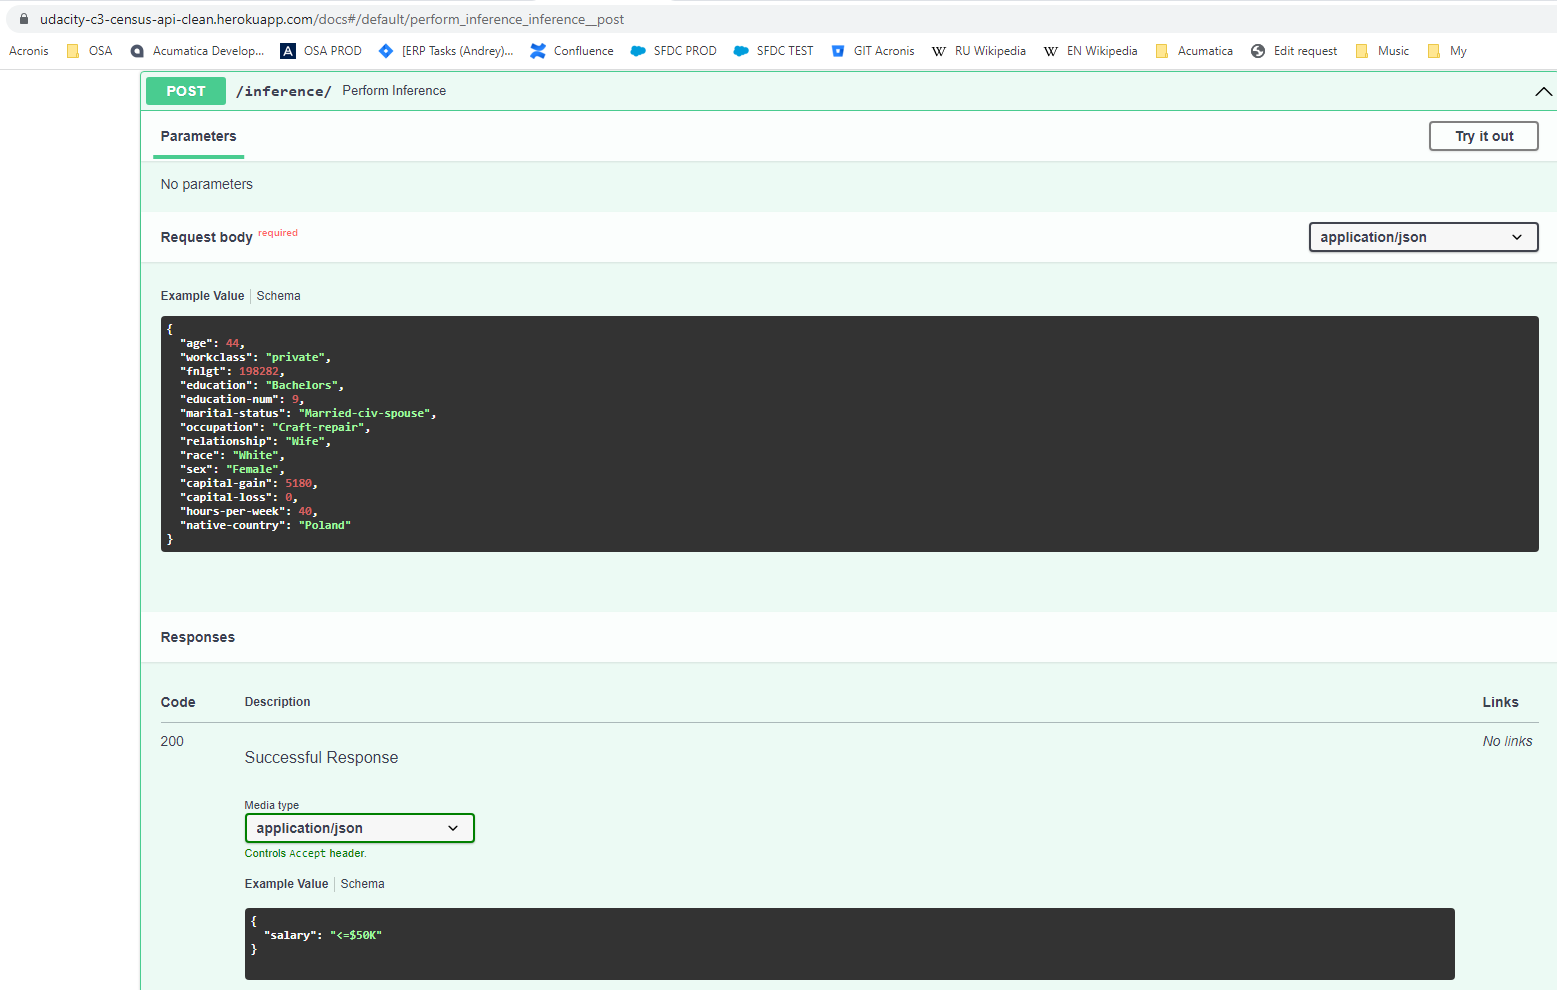 udacity-c3-census-api-clean.herokuapp.com/docs#/default/perform_inference_inference__post
Acronis OSA Acumatica Develop... OSA PROD [ERP Tasks (Andrey)... Confluence SFDC PROD SFDC TEST GIT Acronis RU Wikipedia EN Wikipedia Acumatica Edit request Music My
POST /inference/ Perform Inference
Parameters Try it out
No parameters
Request body required application/json
Example Value Schema
{
"age": 44,
"workclass": "private",
"fnlgt": 198282,
"education": "Bachelors",
"education-num": 9,
"marital-status": "Married-civ-spouse",
"occupation": "Craft-repair",
"relationship": "Wife",
"race": "White",
"sex": "Female",
"capital-gain": 5180,
"capital-loss": 0,
"hours-per-week": 40,
"native-country": "Poland"
}
Responses
Code Description Links
200 No links
Successful Response
Media type
application/json
Controls Accept header.
Example Value Schema
{
"salary": "<=$50K"
}